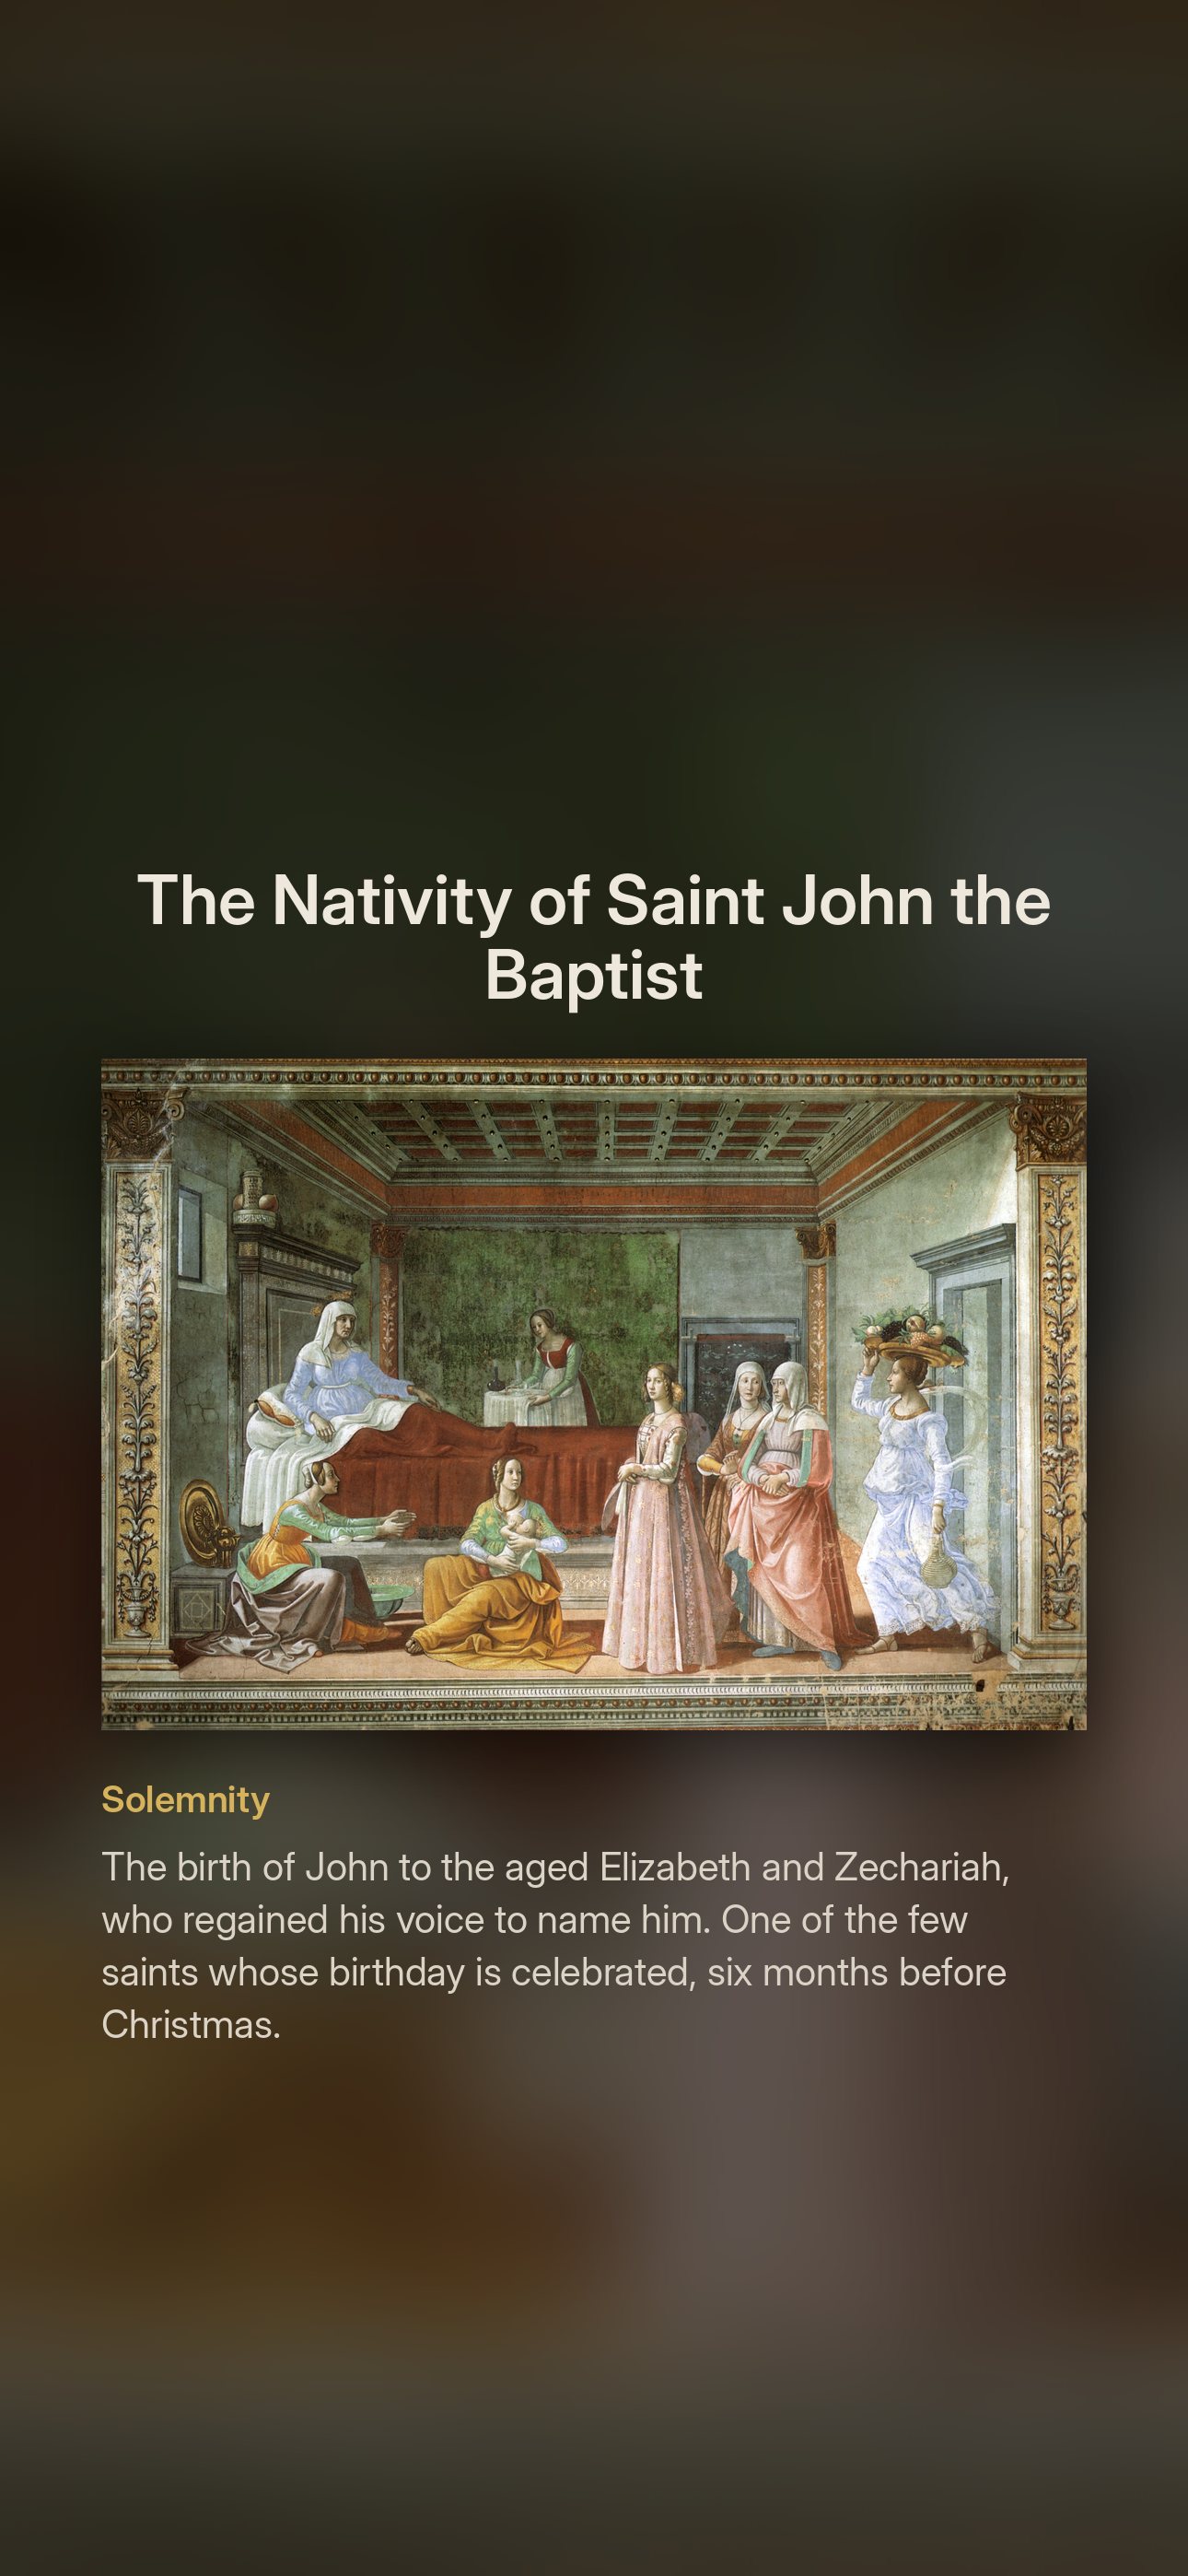 The Nativity of Saint John the
Baptist
Solemnity
The birth of John to the aged Elizabeth and Zechariah,
who regained his voice to name him. One of the few
saints whose birthday is celebrated, six months before
Christmas.